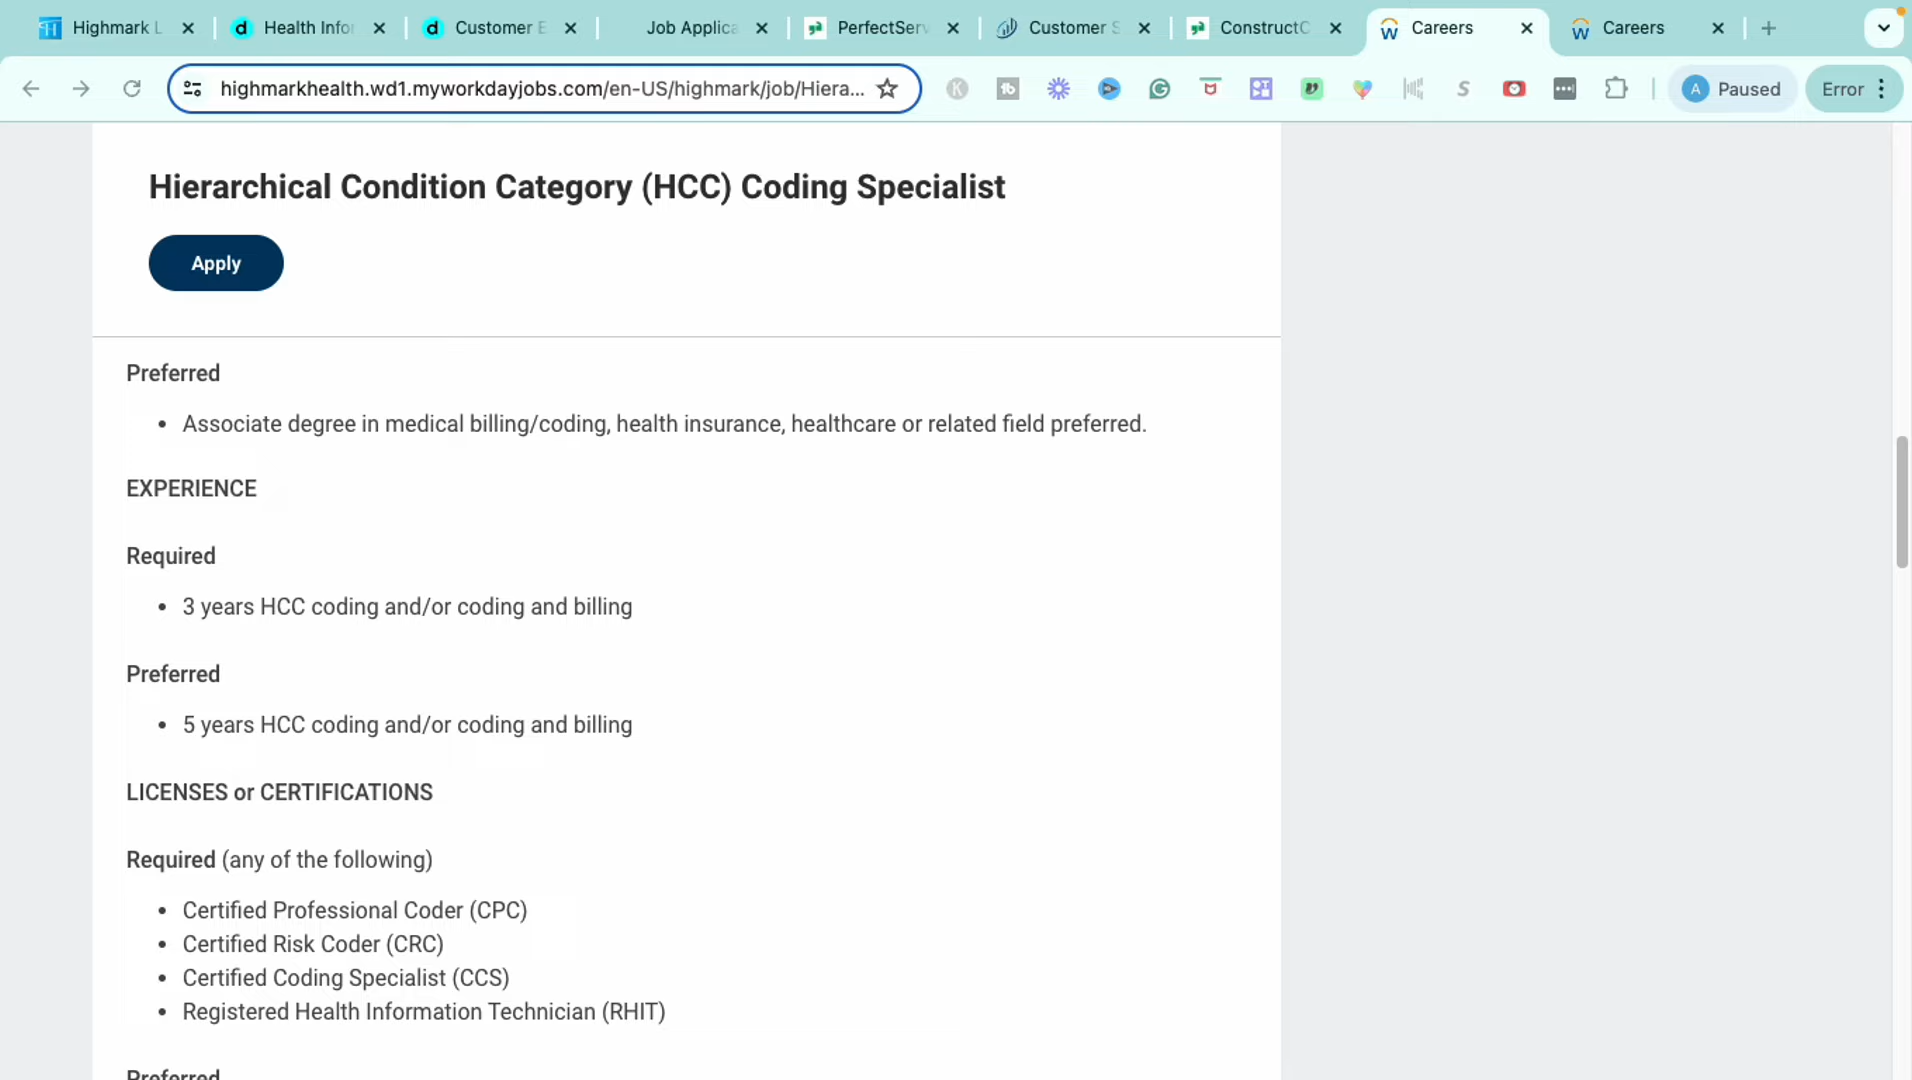 Highmark L
Health Infor
Customer E
Job Applica
PerfectServ
Customer S
ConstructC
Careers
Careers
highmarkhealth.wd1.myworkdayjobs.com/en-US/highmark/job/Hiera...
A Paused
Error
Hierarchical Condition Category (HCC) Coding Specialist
Apply
Preferred
• Associate degree in medical billing/coding, health insurance, healthcare or related field preferred.
EXPERIENCE
Required
• 3 years HCC coding and/or coding and billing
Preferred
• 5 years HCC coding and/or coding and billing
LICENSES or CERTIFICATIONS
Required (any of the following)
• Certified Professional Coder (CPC)
• Certified Risk Coder (CRC)
• Certified Coding Specialist (CCS)
• Registered Health Information Technician (RHIT)
Preferred